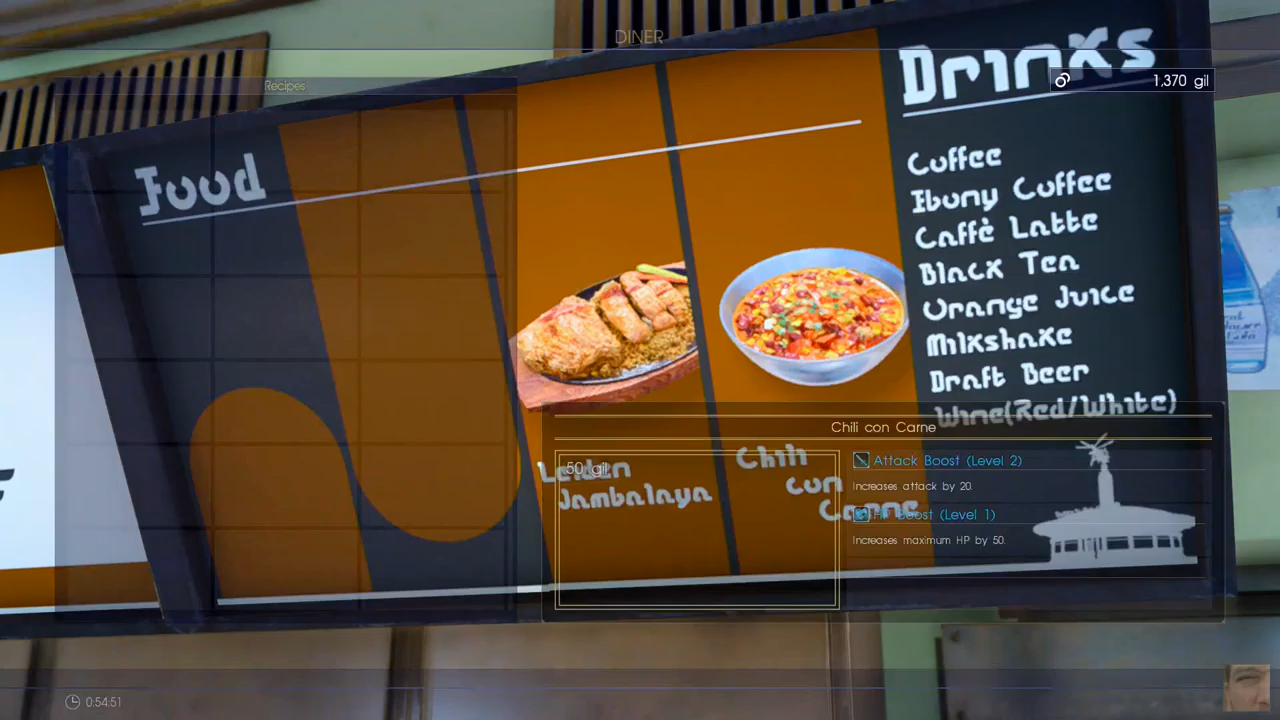 DINER
Recipes
1,370 gil
Food
Drinks
Coffee
Ebony Coffee
Caffè Latte
Black Tea
Orange Juice
Milkshake
Draft Beer
Wine(Red/White)
Leiden
Jambalaya
Chili
con
Carne
Chili con Carne
50 gil
Attack Boost (Level 2)
Increases attack by 20.
HP Boost (Level 1)
Increases maximum HP by 50.
0:54:51